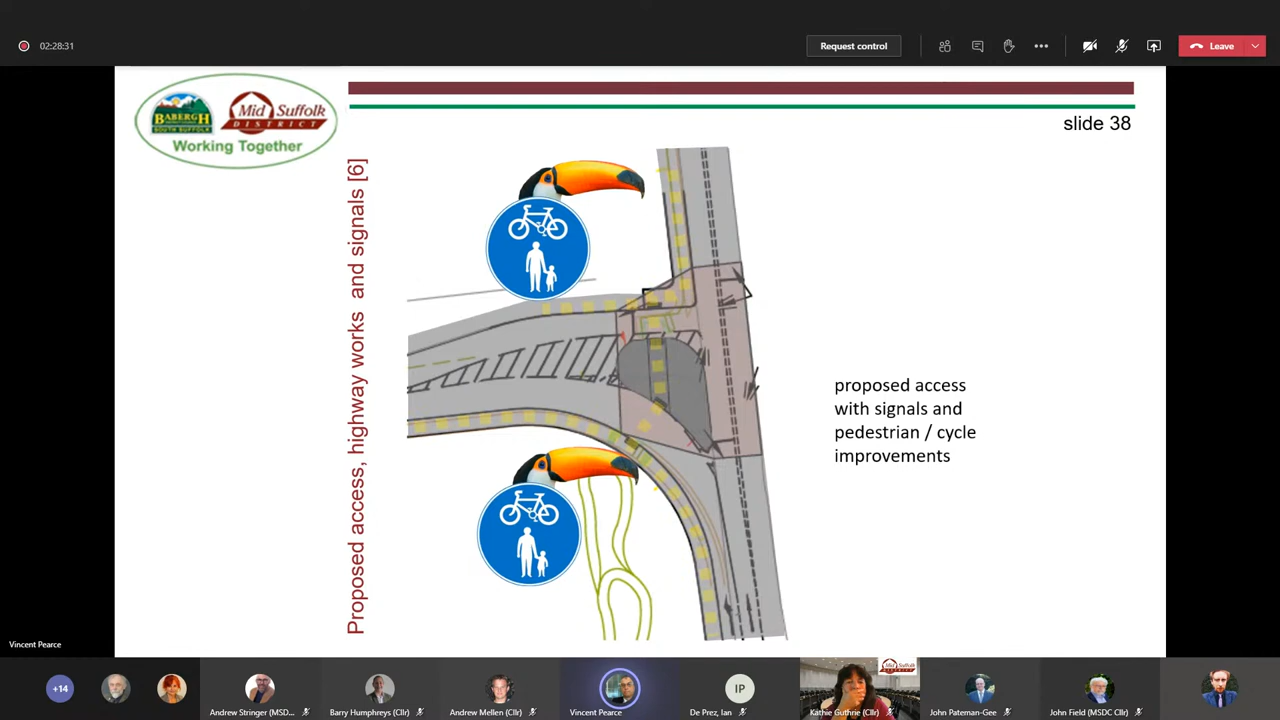 02:28:31
Request control
Leave
BABERGH
SOUTH SUFFOLK
Mid Suffolk
DISTRICT
Working Together
slide 38
Proposed access, highway works and signals [6]
proposed access
with signals and
pedestrian / cycle
improvements
Vincent Pearce
+14
Andrew Stringer (MSD...
Barry Humphreys (Cllr)
Andrew Mellen (Cllr)
Vincent Pearce
IP
De Prez, Ian
Mid Suffolk
Kathie Guthrie (Cllr)
John Pateman-Gee
John Field (MSDC Cllr)